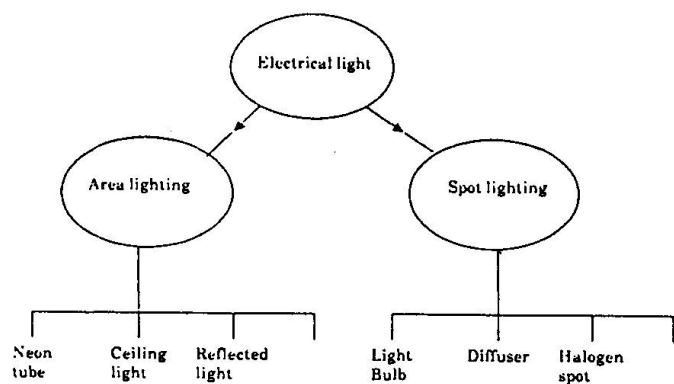 Electrical light
Area lighting
Spot lighting
Neon
tube
Ceiling
light
Reflected
light
Light
Bulb
Diffuser
Halogen
spot